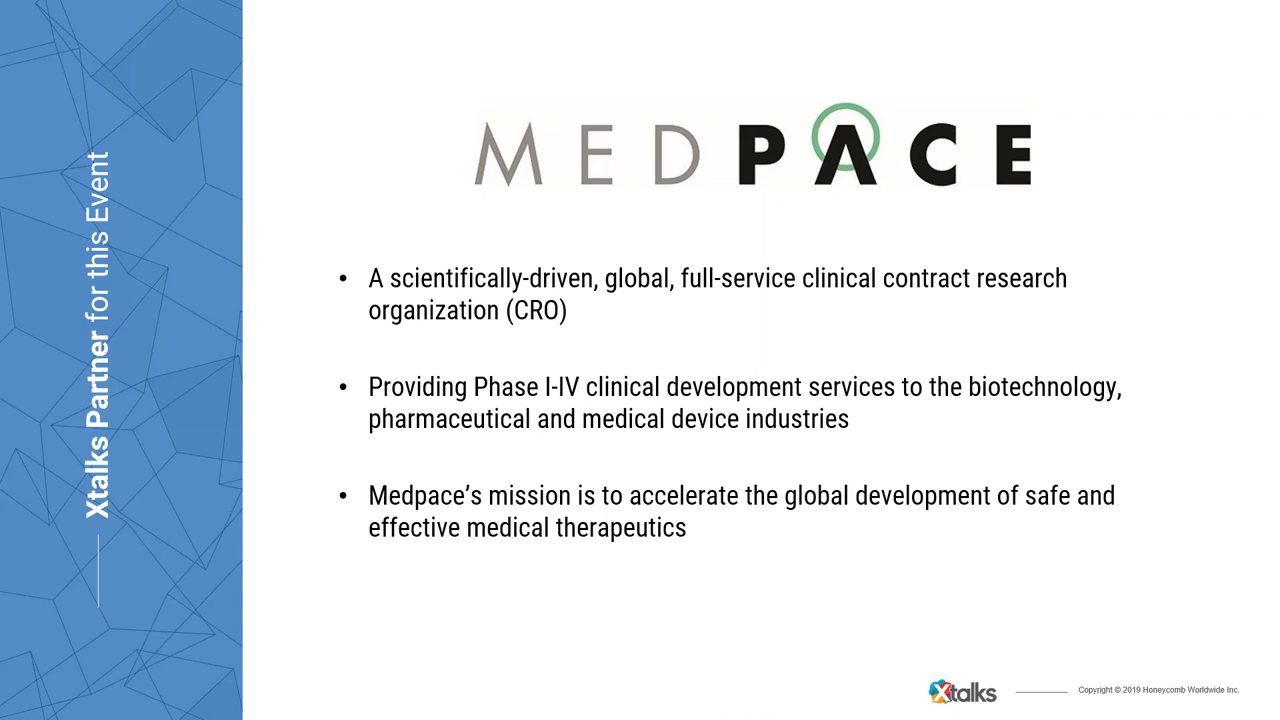 Xtalks Partner for this Event
MEDPACE
• A scientifically-driven, global, full-service clinical contract research
organization (CRO)
• Providing Phase I-IV clinical development services to the biotechnology,
pharmaceutical and medical device industries
• Medpace’s mission is to accelerate the global development of safe and
effective medical therapeutics
Xtalks
Copyright © 2019 Honeycomb Worldwide Inc.